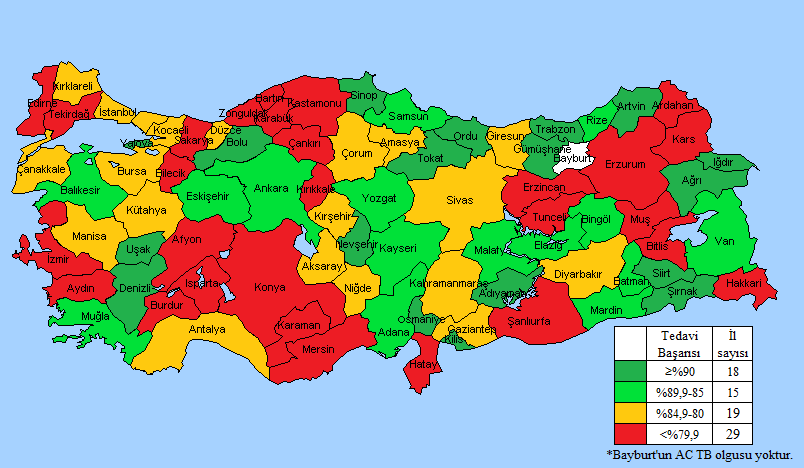 Kırklareli
Edirne
Tekirdağ
İstanbul
Kocaeli
Yalova
Sakarya
Düzce
Bolu
Zonguldak
Bartın
Karabük
Kastamonu
Sinop
Samsun
Ordu
Giresun
Trabzon
Gümüşhane
Bayburt
Rize
Artvin
Ardahan
Kars
Iğdır
Ağrı
Erzurum
Erzincan
Tunceli
Bingöl
Muş
Bitlis
Van
Hakkari
Şırnak
Siirt
Batman
Mardin
Diyarbakır
Elazığ
Malatya
Adıyaman
Şanlıurfa
Gaziantep
Kilis
Hatay
Osmaniye
Kahramanmaraş
Adana
Mersin
Karaman
Konya
Niğde
Aksaray
Nevşehir
Kayseri
Sivas
Tokat
Amasya
Çorum
Yozgat
Kırşehir
Kırıkkale
Çankırı
Ankara
Eskişehir
Bilecik
Bursa
Çanakkale
Balıkesir
Kütahya
Manisa
Uşak
Afyon
İzmir
Aydın
Denizli
Muğla
Burdur
Isparta
Antalya
Tedavi Başarısı İl sayısı
≥%90 18
%89,9-85 15
%84,9-80 19
<%79,9 29
*Bayburt'un AC TB olgusu yoktur.